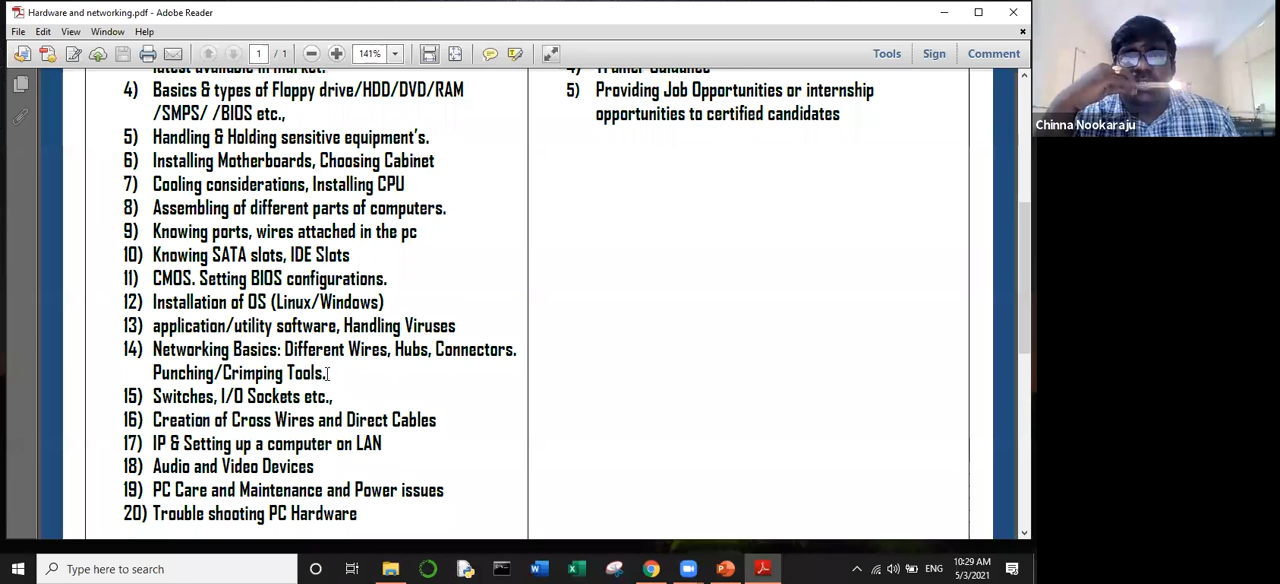 Hardware and networking.pdf - Adobe Reader
File Edit View Window Help
1 / 1 141% Tools Sign Comment
latest available in market.
4) Basics & types of Floppy drive/HDD/DVD/RAM
/SMPS/ /BIOS etc.,
5) Handling & Holding sensitive equipment's.
6) Installing Motherboards, Choosing Cabinet
7) Cooling considerations, Installing CPU
8) Assembling of different parts of computers.
9) Knowing ports, wires attached in the pc
10) Knowing SATA slots, IDE Slots
11) CMOS. Setting BIOS configurations.
12) Installation of OS (Linux/Windows)
13) application/utility software, Handling Viruses
14) Networking Basics: Different Wires, Hubs, Connectors.
Punching/Crimping Tools.
15) Switches, I/O Sockets etc.,
16) Creation of Cross Wires and Direct Cables
17) IP & Setting up a computer on LAN
18) Audio and Video Devices
19) PC Care and Maintenance and Power issues
20) Trouble shooting PC Hardware
4) Trainer Guidance
5) Providing Job Opportunities or internship
opportunities to certified candidates
Chinna Nookaraju
Type here to search
ENG
10:29 AM
5/3/2021